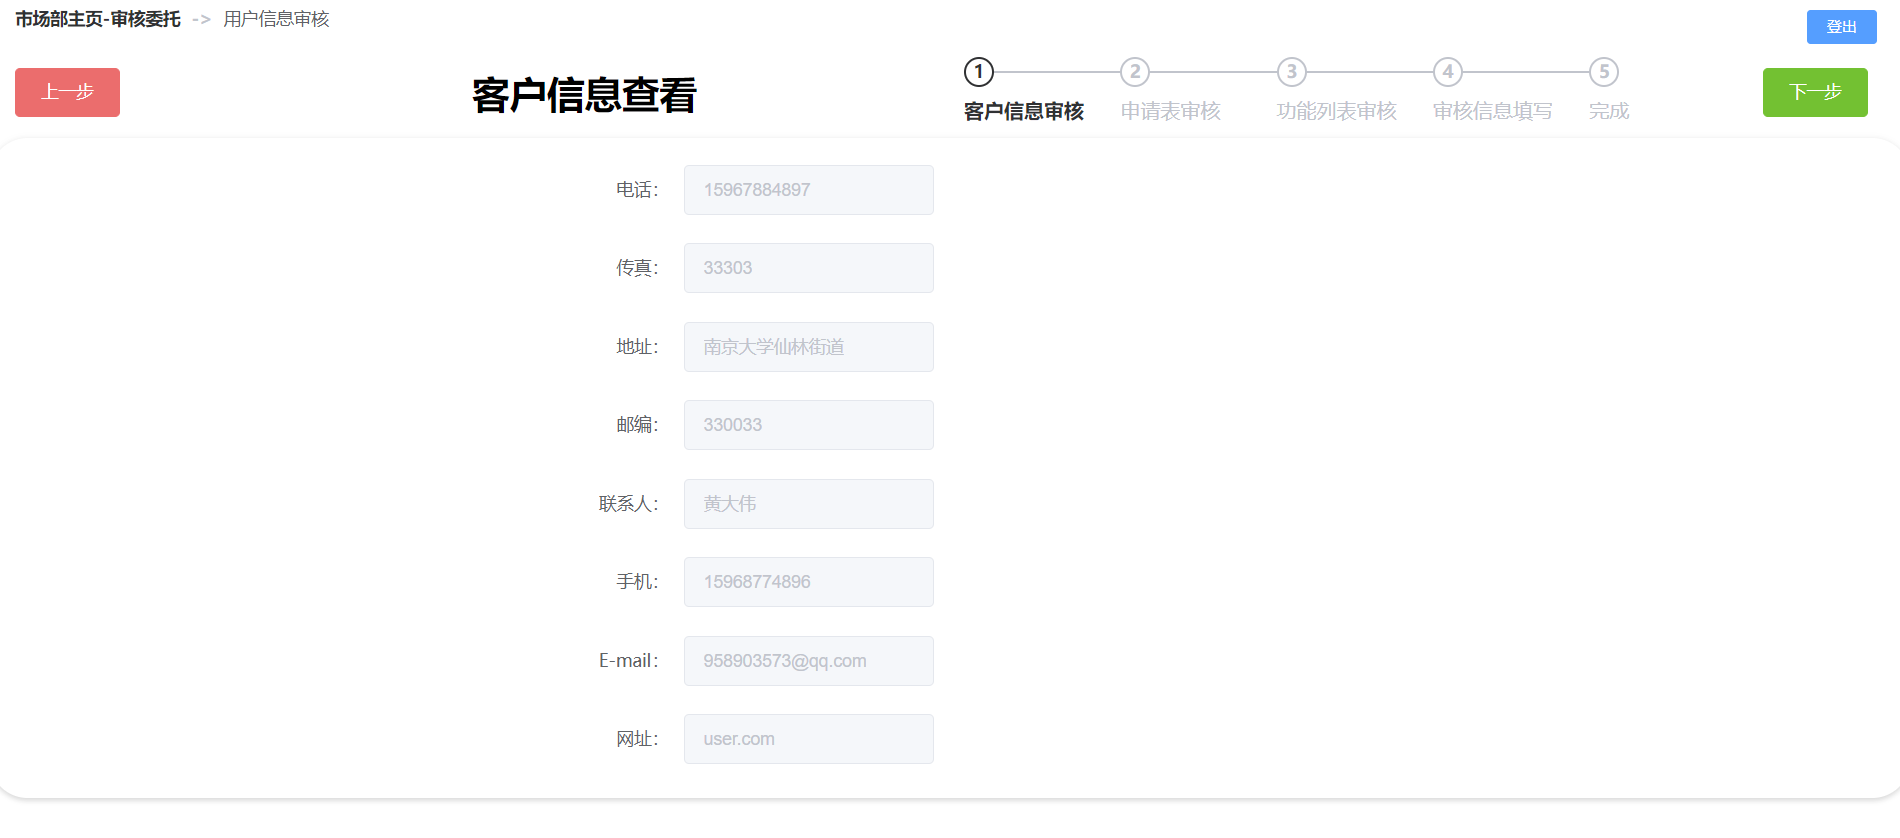 市场部主页-审核委托 -> 用户信息审核
登出
上一步
客户信息查看
1 2 3 4 5
客户信息审核 申请表审核 功能列表审核 审核信息填写 完成
下一步
电话： 15967884897
传真： 33303
地址： 南京大学仙林街道
邮编： 330033
联系人： 黄大伟
手机： 15968774896
E-mail： 958903573@qq.com
网址： user.com